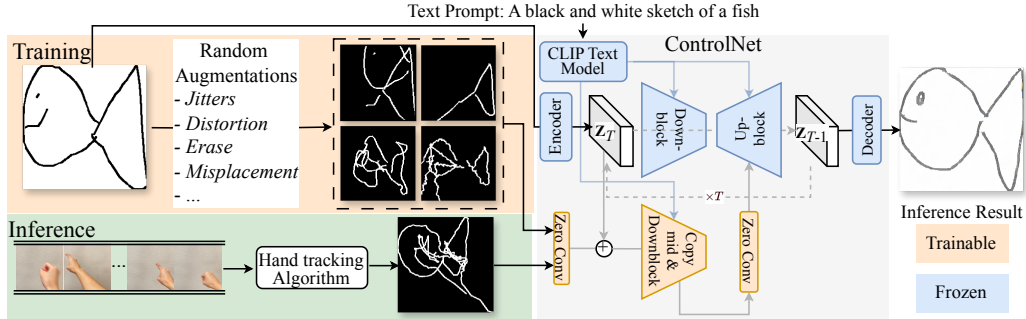 Text Prompt: A black and white sketch of a fish
Training
Random
Augmentations
- Jitters
- Distortion
- Erase
- Misplacement
- ...
CLIP Text
Model
ControlNet
Encoder
Z_T
Down-
block
Up-
block
Z_{T-1}
Decoder
×T
Inference
...
Hand tracking
Algorithm
Zero Conv
+
Copy
mid &
Downblock
Zero Conv
Inference Result
Trainable
Frozen